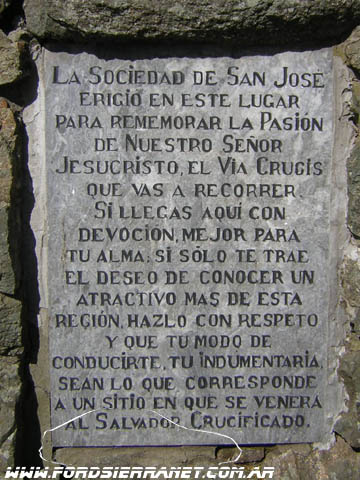 LA SOCIEDAD DE SAN JOSÉ
ERIGIÓ EN ESTE LUGAR
PARA REMEMORAR LA PASIÓN
DE NUESTRO SEÑOR
JESUCRISTO, EL VIA CRUCIS
QUE VAS A RECORRER.
SI LLEGAS AQUÍ CON
DEVOCIÓN, MEJOR PARA
TU ALMA; SI SÓLO TE TRAE
EL DESEO DE CONOCER UN
ATRACTIVO MAS DE ESTA
REGIÓN, HAZLO CON RESPETO
Y QUE TU MODO DE
CONDUCIRTE, TU INDUMENTARIA,
SEAN LO QUE CORRESPONDE
A UN SITIO EN QUE SE VENERA
AL SALVADOR CRUCIFICADO.
WWW.FORDSIERRANET.COM.AR